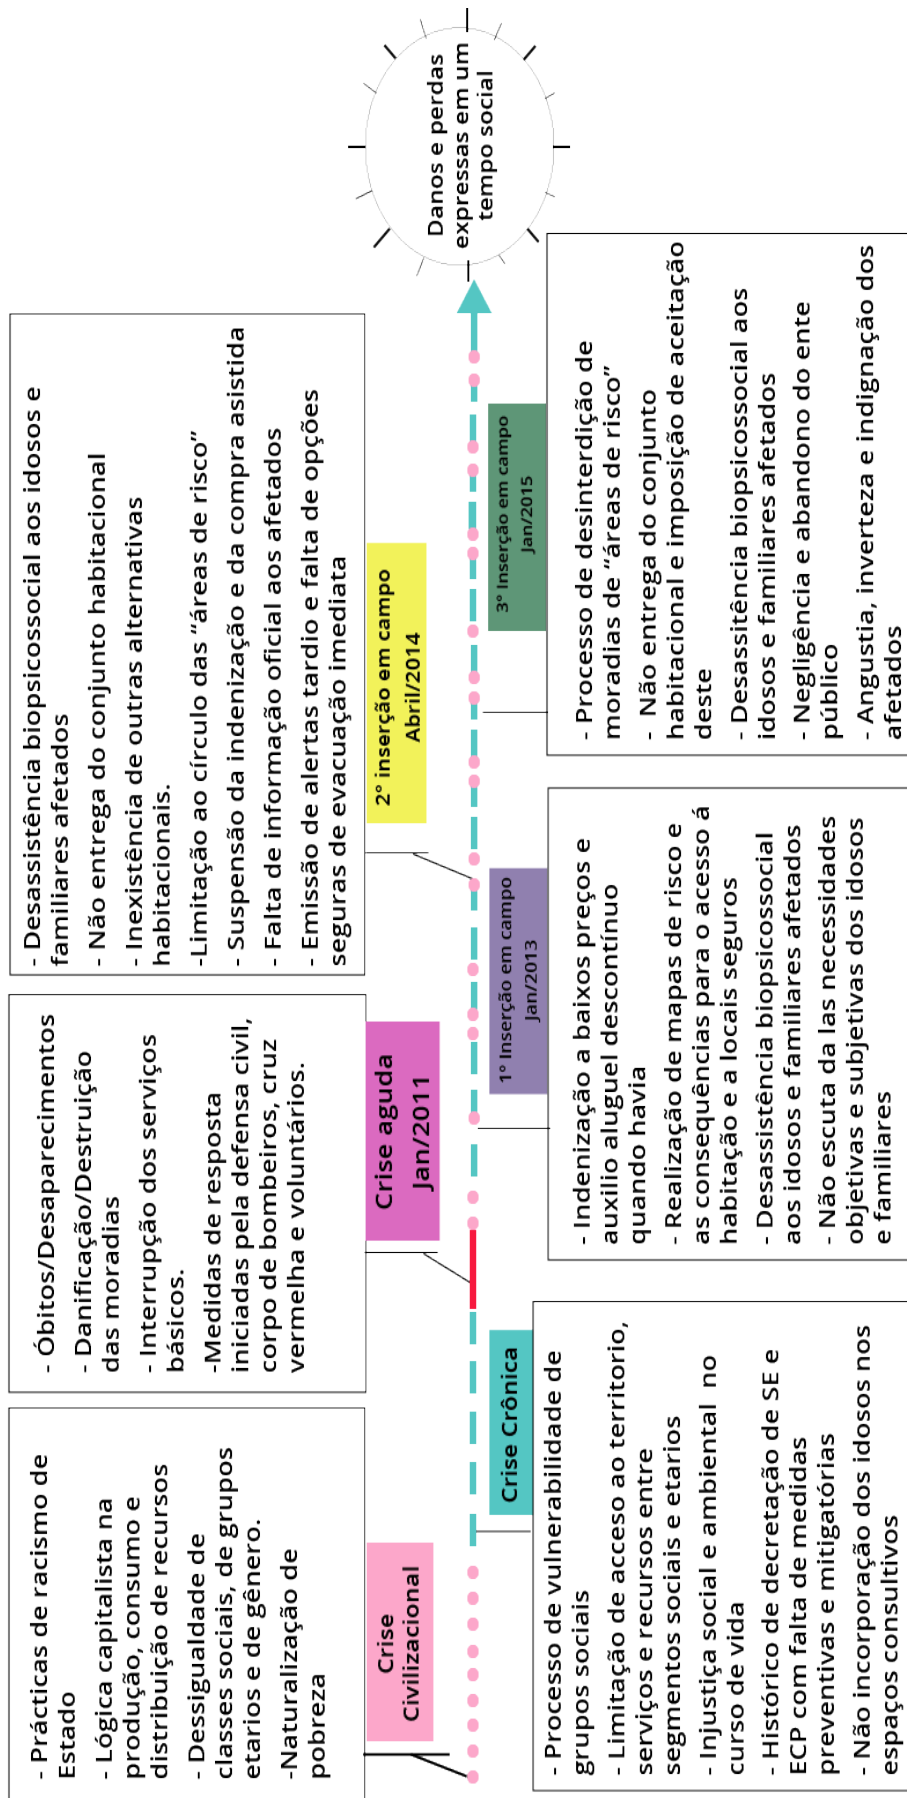 - Prácticas de racismo de
Estado
- Lógica capitalista na
produção, consumo e
distribuição de recursos
- Dessigualdade de
classes sociais, de grupos
etarios e de gênero.
-Naturalização de
pobreza
Crise
Civilizacional
- Óbitos/Desaparecimentos
- Danificação/Destruição
das moradias
- Interrupção dos serviços
básicos.
-Medidas de resposta
iniciadas pela defensa civil,
corpo de bombeiros, cruz
vermelha e voluntários.
Crise aguda
Jan/2011
- Desassistência biopsicossocial aos idosos e
familiares afetados
- Não entrega do conjunto habitacional
- Inexistência de outras alternativas
habitacionais.
-Limitação ao círculo das “áreas de risco”
- Suspensão da indenização e da compra assistida
- Falta de informação oficial aos afetados
- Emissão de alertas tardio e falta de opções
seguras de evacuação imediata
2º inserção em campo
Abril/2014
Danos e perdas
expressas em um
tempo social
Crise Crônica
- Processo de vulnerabilidade de
grupos sociais
- Limitação de acceso ao territorio,
serviços e recursos entre
segmentos sociais e etarios
- Injustiça social e ambiental no
curso de vida
- Histórico de decretação de SE e
ECP com falta de medidas
preventivas e mitigatórias
- Não incorporação dos idosos nos
espaços consultivos
1º Inserção em campo
Jan/2013
- Indenização a baixos preços e
auxilio aluguel descontínuo
quando havia
- Realização de mapas de risco e
as consequências para o acesso á
habitação e a locais seguros
- Desassistência biopsicossocial
aos idosos e familiares afetados
- Não escuta da las necessidades
objetivas e subjetivas dos idosos
e familiares
3º Inserção em campo
Jan/2015
- Processo de desinterdição de
moradias de “áreas de risco”
- Não entrega do conjunto
habitacional e imposição de aceitação
deste
- Desassitência biopsicossocial aos
idosos e familiares afetados
- Negligência e abandono do ente
público
- Angustia, inverteza e indignação dos
afetados